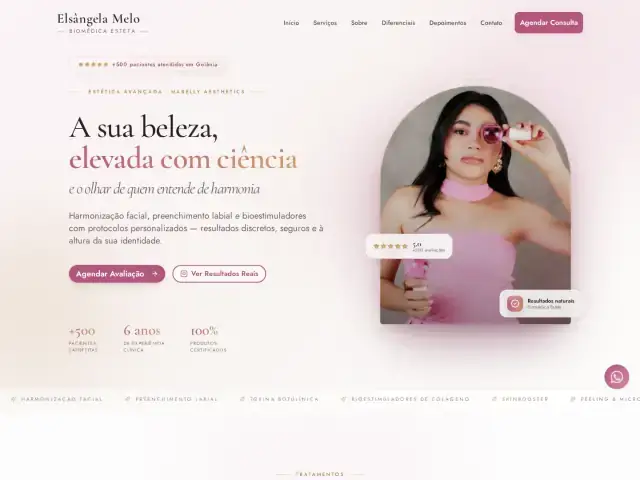 Elsângela Melo
BIOMÉDICA ESTETA
Início
Serviços
Sobre
Diferenciais
Depoimentos
Contato
Agendar Consulta
+500 pacientes atendidos em Goiânia
ESTÉTICA AVANÇADA · NABELLY AESTHETICS
A sua beleza,
elevada com ciência
e o olhar de quem entende de harmonia
Harmonização facial, preenchimento labial e bioestimuladores
com protocolos personalizados — resultados discretos, seguros e à
altura da sua identidade.
Agendar Avaliação →
Ver Resultados Reais
5,0
Resultados naturais
+500
PACIENTES
ATENDIDAS
6 anos
DE EXPERIÊNCIA
CLÍNICA
100%
PRODUTOS
CERTIFICADOS
HARMONIZAÇÃO FACIAL
PREENCHIMENTO LABIAL
TOXINA BOTULÍNICA
BIOESTIMULADORES DE COLÁGENO
SKINBOOSTER
PEELING & MICRO
TRATAMENTOS